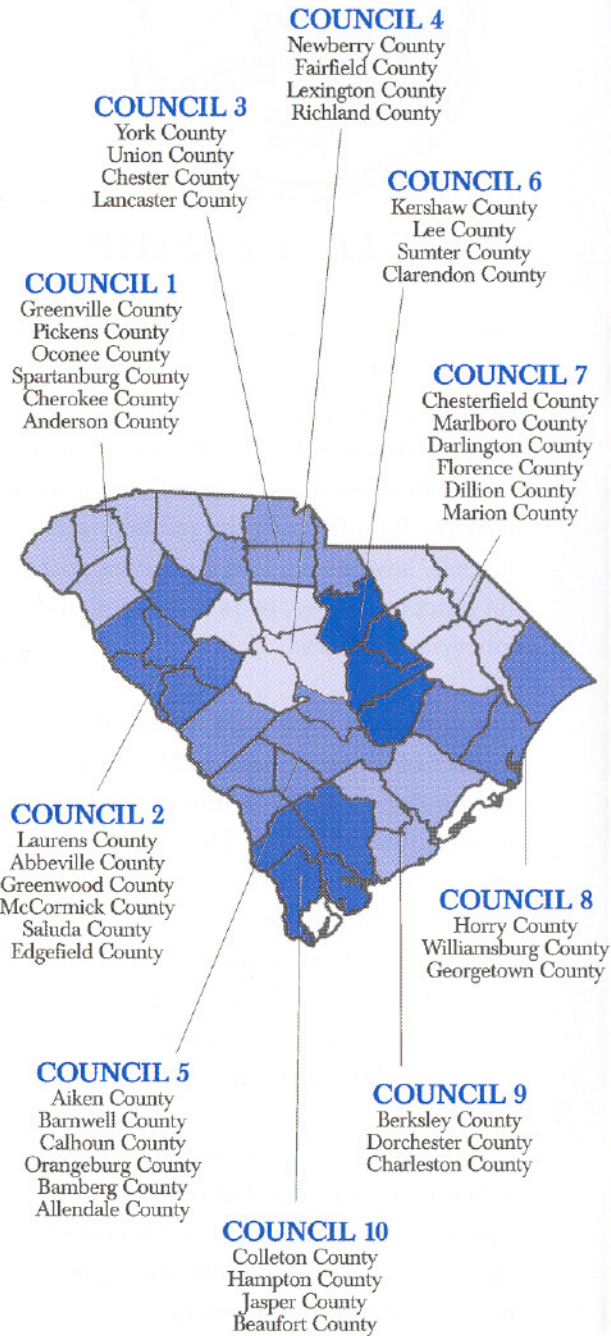 COUNCIL 4
Newberry County
Fairfield County
Lexington County
Richland County
COUNCIL 3
York County
Union County
Chester County
Lancaster County
COUNCIL 6
Kershaw County
Lee County
Sumter County
Clarendon County
COUNCIL 1
Greenville County
Pickens County
Oconee County
Spartanburg County
Cherokee County
Anderson County
COUNCIL 7
Chesterfield County
Marlboro County
Darlington County
Florence County
Dillion County
Marion County
COUNCIL 2
Laurens County
Abbeville County
Greenwood County
McCormick County
Saluda County
Edgefield County
COUNCIL 8
Horry County
Williamsburg County
Georgetown County
COUNCIL 5
Aiken County
Barnwell County
Calhoun County
Orangeburg County
Bamberg County
Allendale County
COUNCIL 9
Berksley County
Dorchester County
Charleston County
COUNCIL 10
Colleton County
Hampton County
Jasper County
Beaufort County